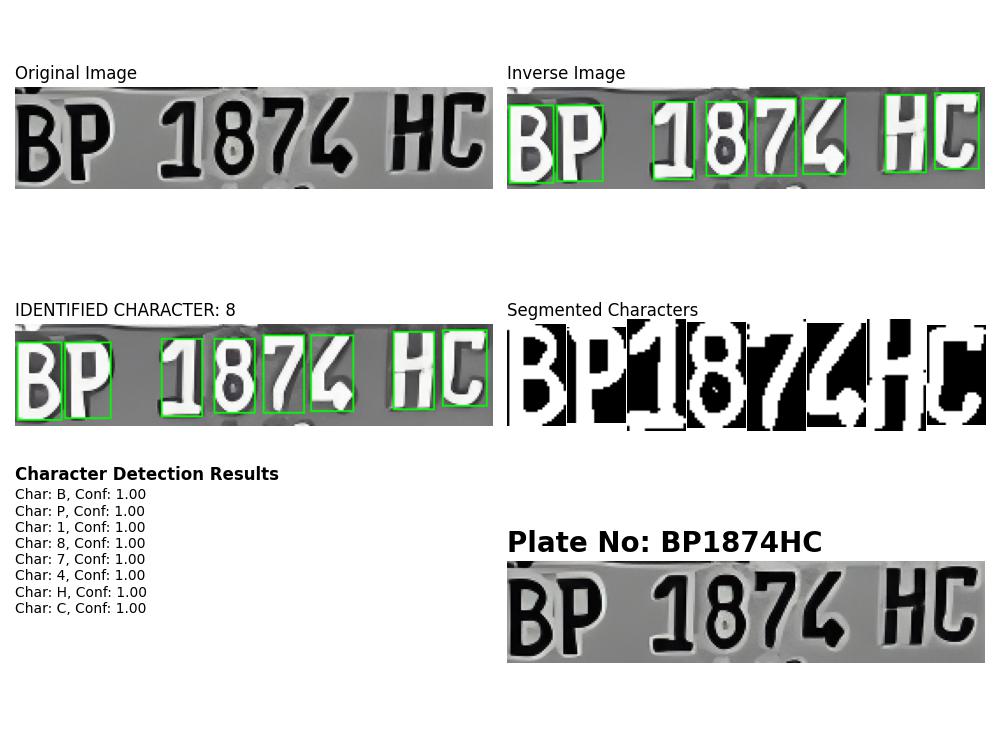 Original Image
BP 1874 HC
Inverse Image
BP 1874 HC
IDENTIFIED CHARACTER: 8
BP 1874 HC
Segmented Characters
BP1874HC
Character Detection Results
Char: B, Conf: 1.00
Char: P, Conf: 1.00
Char: 1, Conf: 1.00
Char: 8, Conf: 1.00
Char: 7, Conf: 1.00
Char: 4, Conf: 1.00
Char: H, Conf: 1.00
Char: C, Conf: 1.00
Plate No: BP1874HC
BP 1874 HC